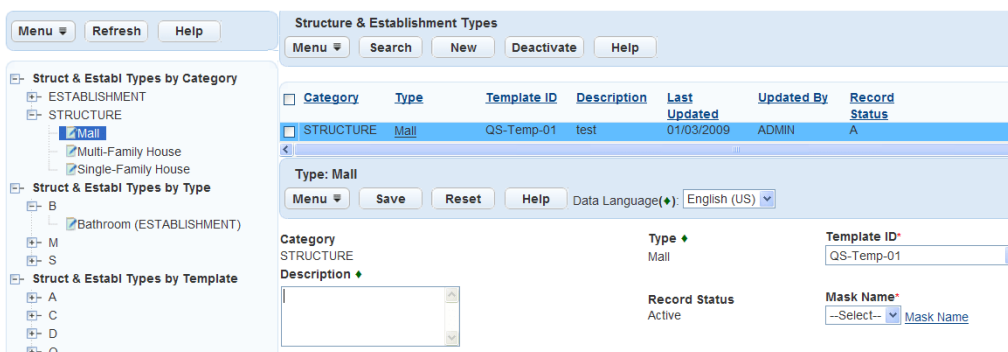 Menu Refresh Help
Struct & Establ Types by Category
ESTABLISHMENT
STRUCTURE
Mall
Multi-Family House
Single-Family House
Struct & Establ Types by Type
B
Bathroom (ESTABLISHMENT)
M
S
Struct & Establ Types by Template
A
C
D
Structure & Establishment Types
Menu Search New Deactivate Help
Category Type Template ID Description Last Updated Updated By Record Status
STRUCTURE Mall QS-Temp-01 test 01/03/2009 ADMIN A
Type: Mall
Menu Save Reset Help Data Language(♦): English (US)
Category Type ♦ Template ID*
STRUCTURE Mall QS-Temp-01
Description ♦
Record Status Mask Name*
Active --Select-- Mask Name